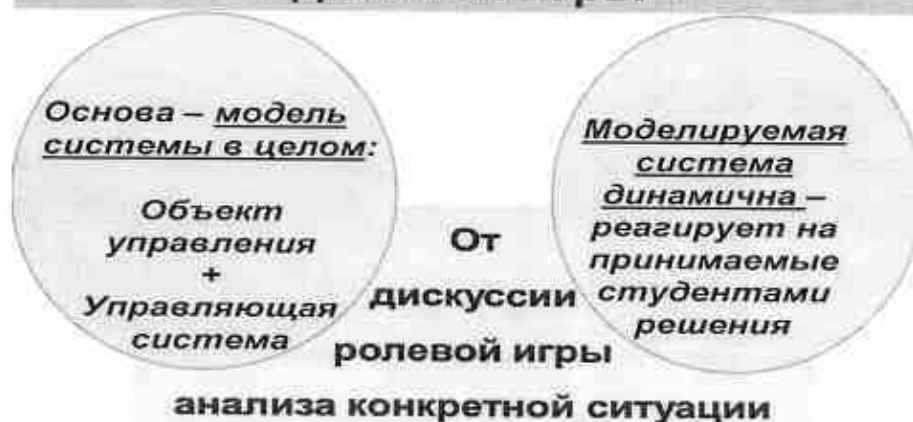 Основа – модель
системы в целом:
Объект
управления
+
Управляющая
система
От
дискуссии
ролевой игры
анализа конкретной ситуации
Моделируемая
система
динамична –
реагирует на
принимаемые
студентами
решения